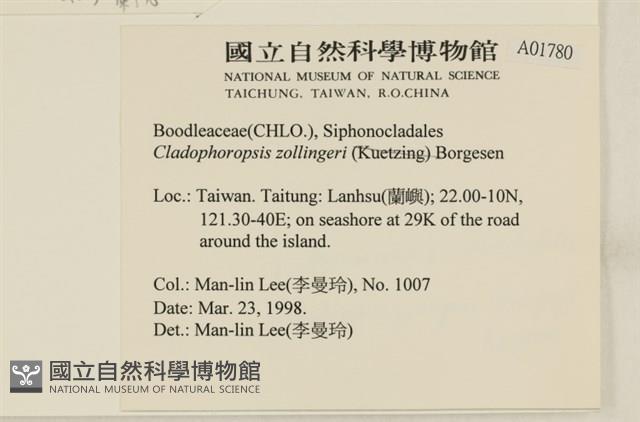 國立自然科學博物館
A01780
NATIONAL MUSEUM OF NATURAL SCIENCE
TAICHUNG, TAIWAN, R.O.CHINA
Boodleaceae(CHLO.), Siphonocladales
Cladophoropsis zollingeri (Kuetzing) Borgesen
Loc.: Taiwan. Taitung: Lanhsu(蘭嶼); 22.00-10N,
121.30-40E; on seashore at 29K of the road
around the island.
Col.: Man-lin Lee(李曼玲), No. 1007
Date: Mar. 23, 1998.
Det.: Man-lin Lee(李曼玲)
國立自然科學博物館
NATIONAL MUSEUM OF NATURAL SCIENCE